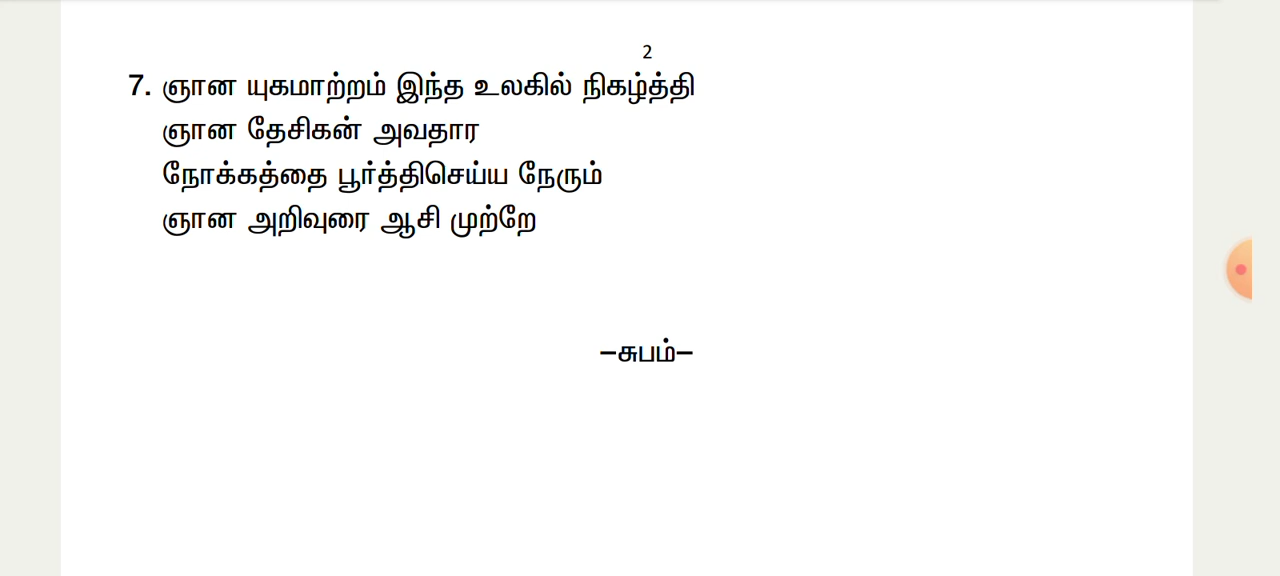 2
7. ஞான யுகமாற்றம் இந்த உலகில் நிகழ்த்தி
ஞான தேசிகன் அவதார
நோக்கத்தை பூர்த்திசெய்ய நேரும்
ஞான அறிவுரை ஆசி முற்றே
–சுபம்–